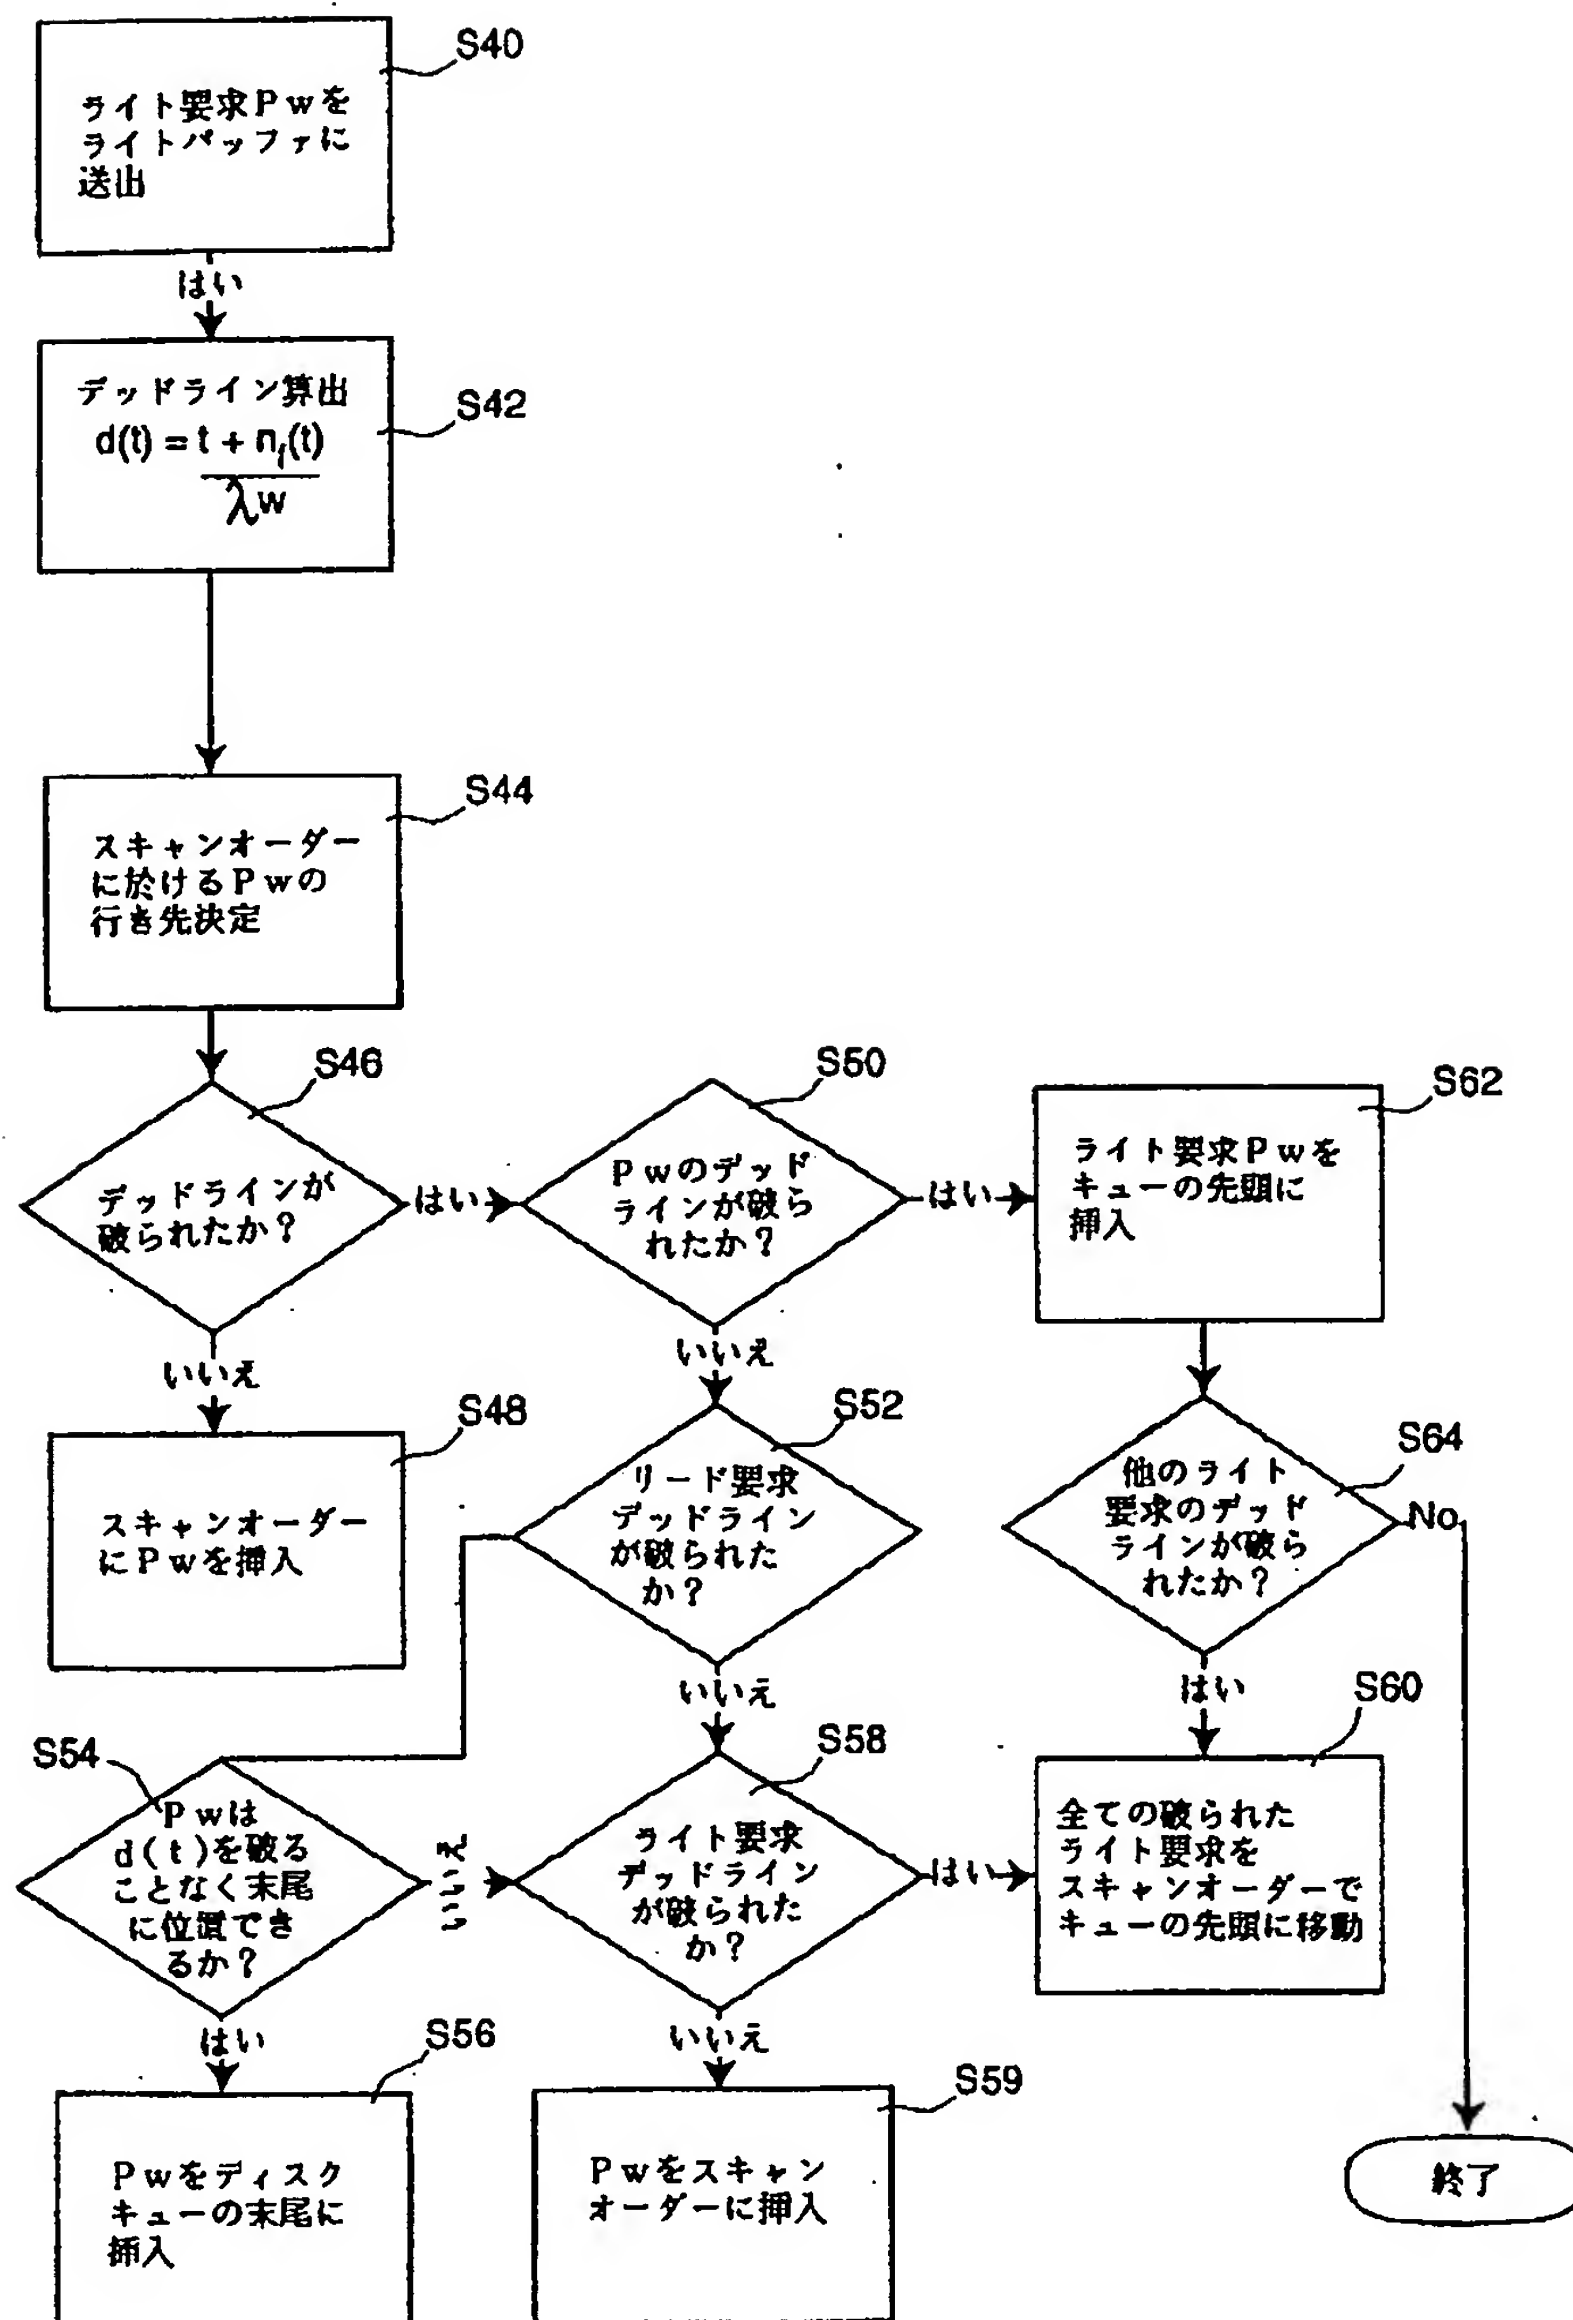 S40
ライト要求Pwを
ライトバッファに
送出
はい
S42
デッドライン算出
d(t) = t + nf(t)
λw
S44
スキャンオーダー
に於けるPwの
行き先決定
S46
デッドラインが
破られたか?
はい
いいえ
S48
スキャンオーダー
にPwを挿入
S50
Pwのデッド
ラインが破ら
れたか?
はい
いいえ
S62
ライト要求Pwを
キューの先頭に
挿入
S52
リード要求
デッドライン
が破られた
か?
いいえ
S64
他のライト
要求のデッド
ラインが破ら
れたか?
No
はい
S54
Pwは
d(t)を破る
ことなく末尾
に位置でき
るか?
いいえ
はい
S58
ライト要求
デッドライン
が破られた
か?
はい
いいえ
S60
全ての破られた
ライト要求を
スキャンオーダーで
キューの先頭に移動
S56
Pwをディスク
キューの末尾に
挿入
S59
Pwをスキャン
オーダーに挿入
終了